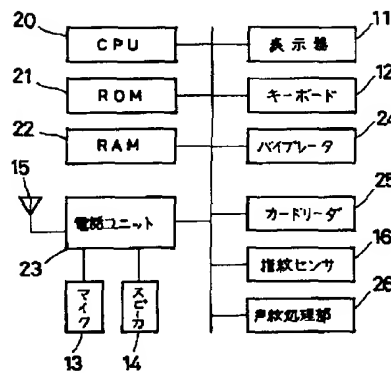 20 CPU
21 ROM
22 RAM
15
電話ユニット
23
マイク
13
スピーカ
14
表示器 11
キーボード 12
バイブレータ 24
カードリーダ 25
指紋センサ 16
声紋処理部 26